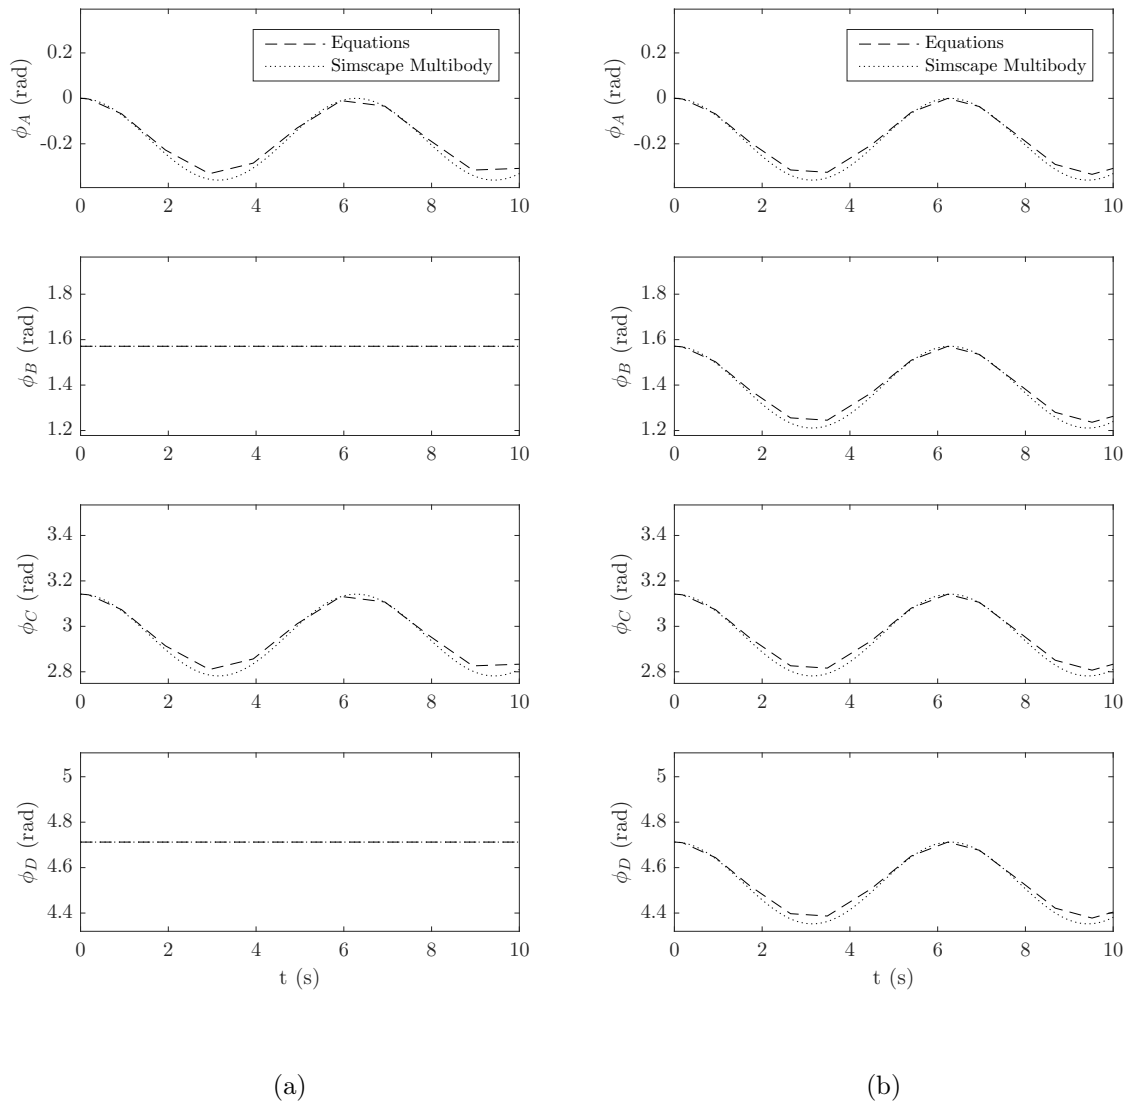 0.2
0
-0.2
ϕ_A (rad)
Equations
Simscape Multibody
0 2 4 6 8 10
1.8
1.6
1.4
1.2
ϕ_B (rad)
0 2 4 6 8 10
3.4
3.2
3
2.8
ϕ_C (rad)
0 2 4 6 8 10
5
4.8
4.6
4.4
ϕ_D (rad)
0 2 4 6 8 10
t (s)
(a)
0.2
0
-0.2
ϕ_A (rad)
Equations
Simscape Multibody
0 2 4 6 8 10
1.8
1.6
1.4
1.2
ϕ_B (rad)
0 2 4 6 8 10
3.4
3.2
3
2.8
ϕ_C (rad)
0 2 4 6 8 10
5
4.8
4.6
4.4
ϕ_D (rad)
0 2 4 6 8 10
t (s)
(b)